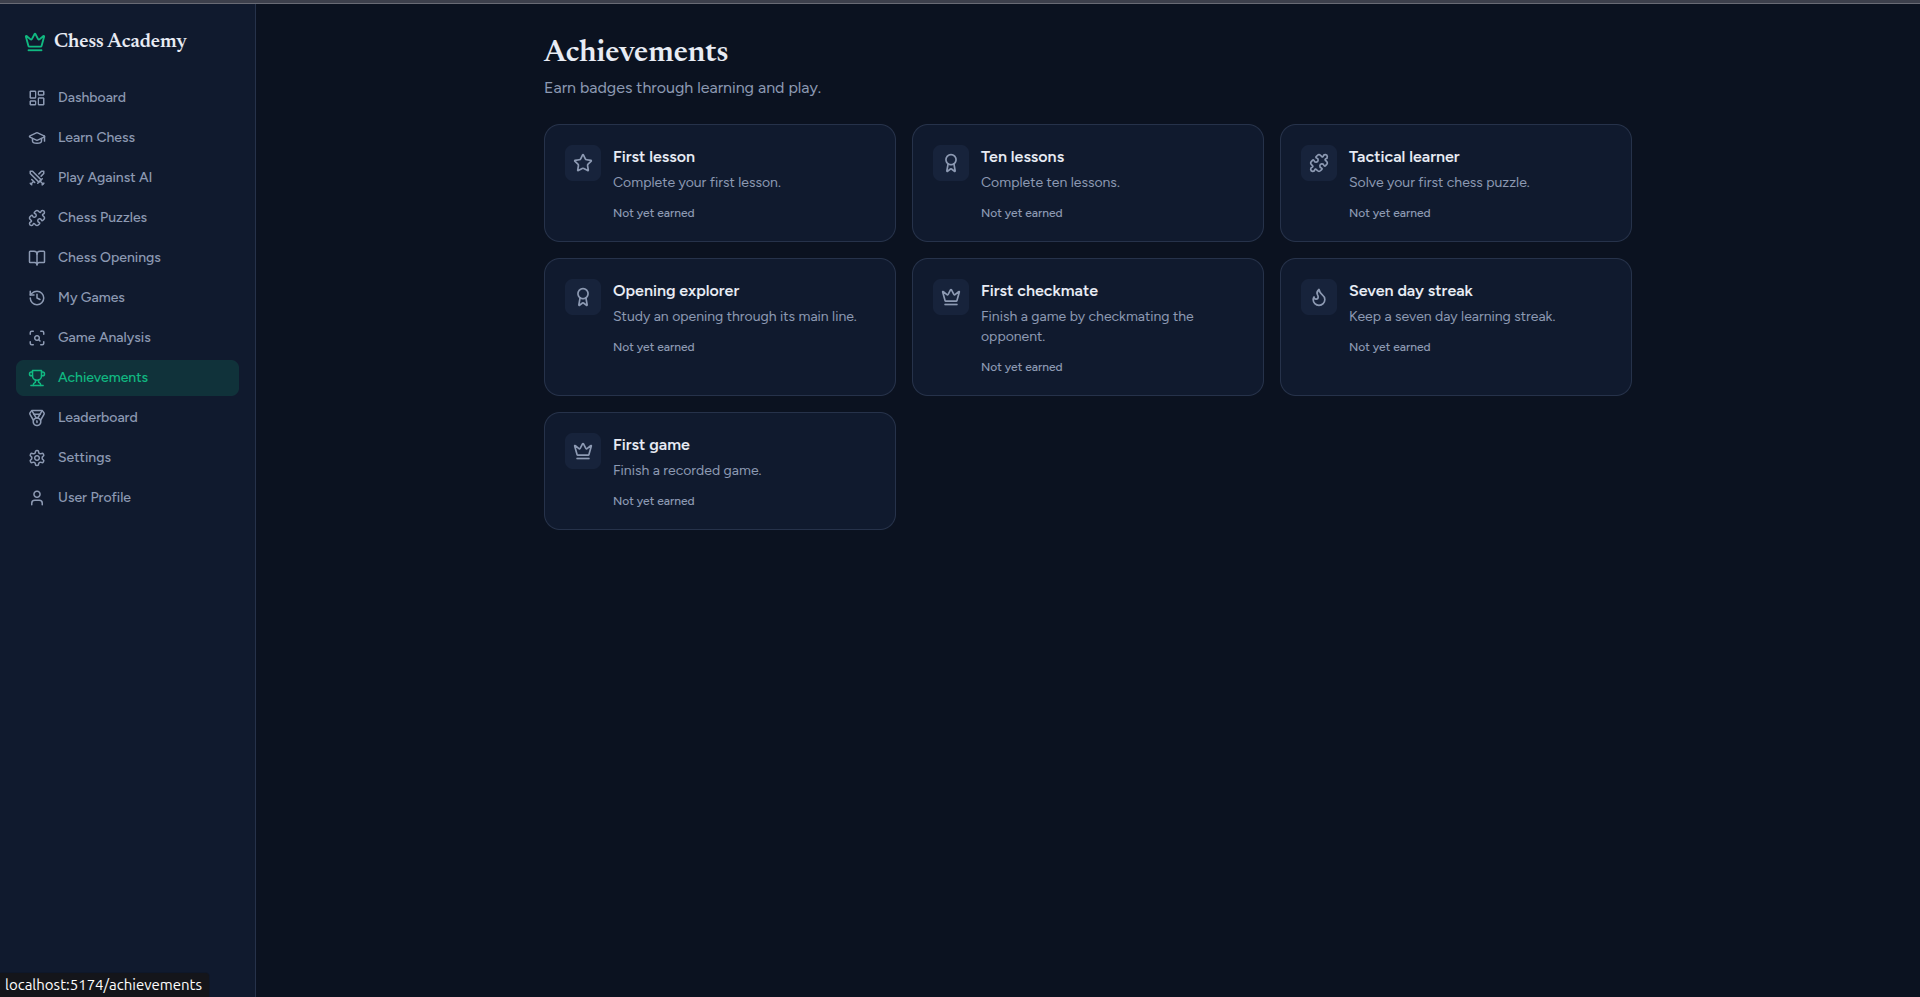 Chess Academy
Dashboard
Learn Chess
Play Against AI
Chess Puzzles
Chess Openings
My Games
Game Analysis
Achievements
Leaderboard
Settings
User Profile
Achievements
Earn badges through learning and play.
First lesson
Complete your first lesson.
Not yet earned
Ten lessons
Complete ten lessons.
Not yet earned
Tactical learner
Solve your first chess puzzle.
Not yet earned
Opening explorer
Study an opening through its main line.
Not yet earned
First checkmate
Finish a game by checkmating the
opponent.
Not yet earned
Seven day streak
Keep a seven day learning streak.
Not yet earned
First game
Finish a recorded game.
Not yet earned
localhost:5174/achievements